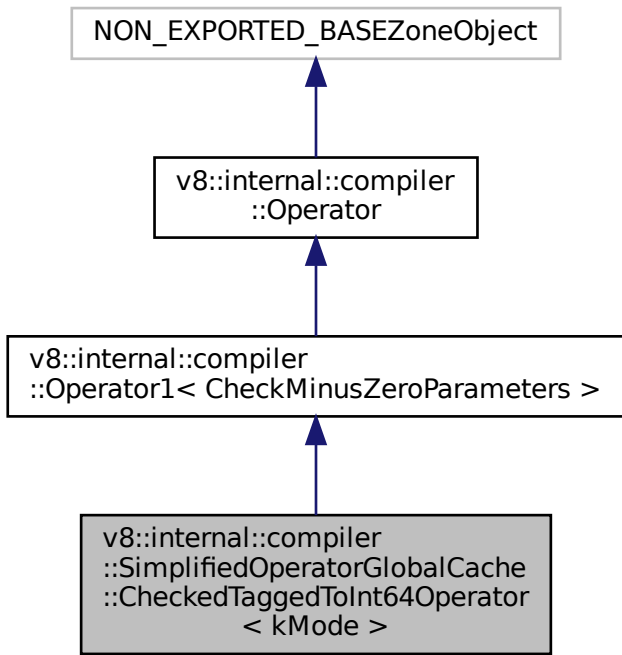 NON_EXPORTED_BASEZoneObject
v8::internal::compiler
::Operator
v8::internal::compiler
::Operator1< CheckMinusZeroParameters >
v8::internal::compiler
::SimplifiedOperatorGlobalCache
::CheckedTaggedToInt64Operator
< kMode >